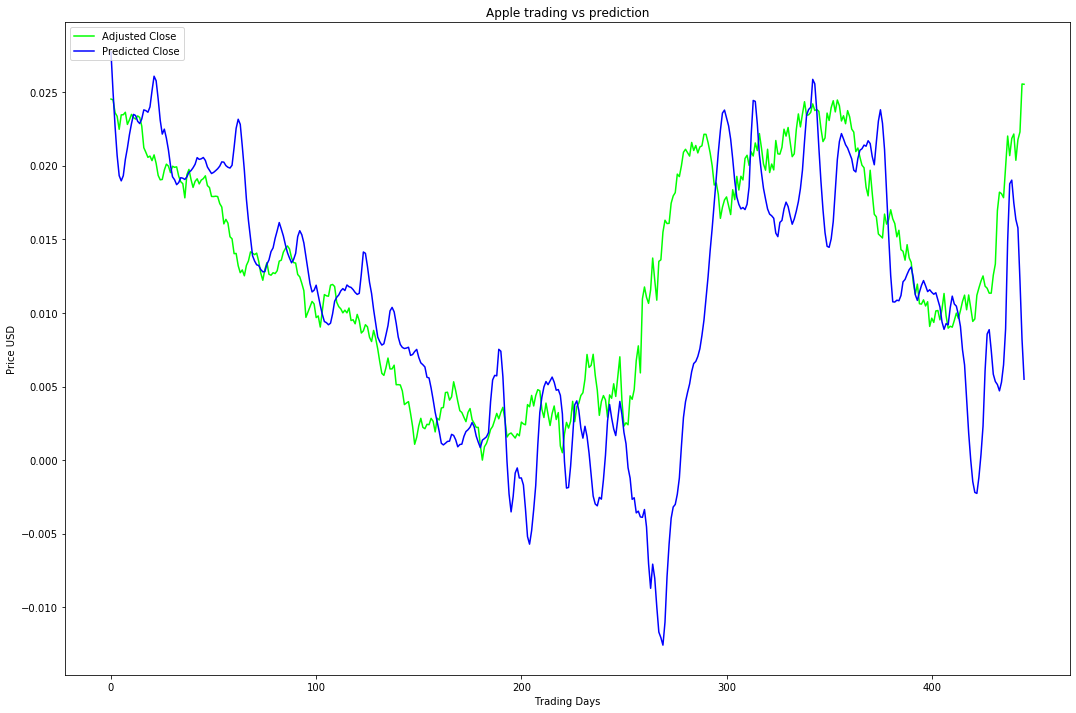 Apple trading vs prediction
Adjusted Close
Predicted Close
Price USD
0.025
0.020
0.015
0.010
0.005
0.000
−0.005
−0.010
0
100
200
300
400
Trading Days